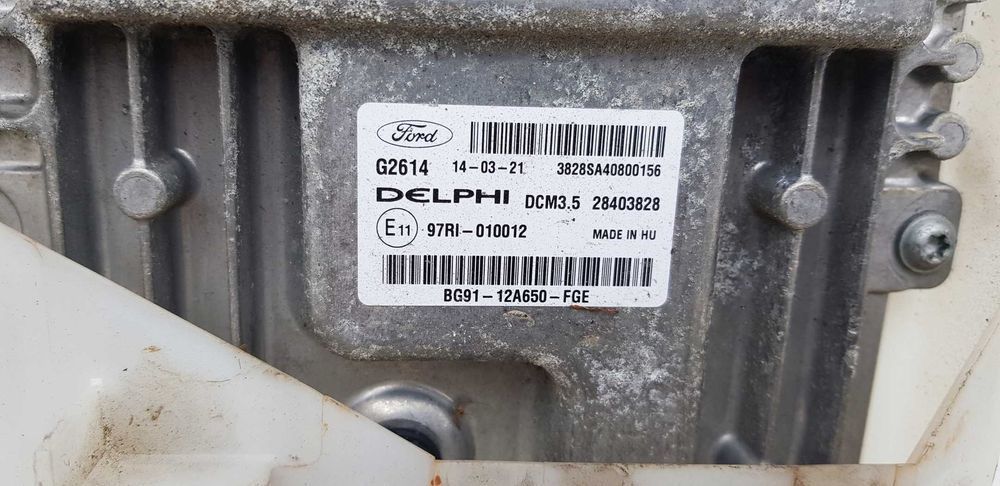 Ford
G2614 14-03-21 3828SA40800156
DELPHI DCM3.5 28403828
E11 97RI-010012 MADE IN HU
BG91-12A650-FGE